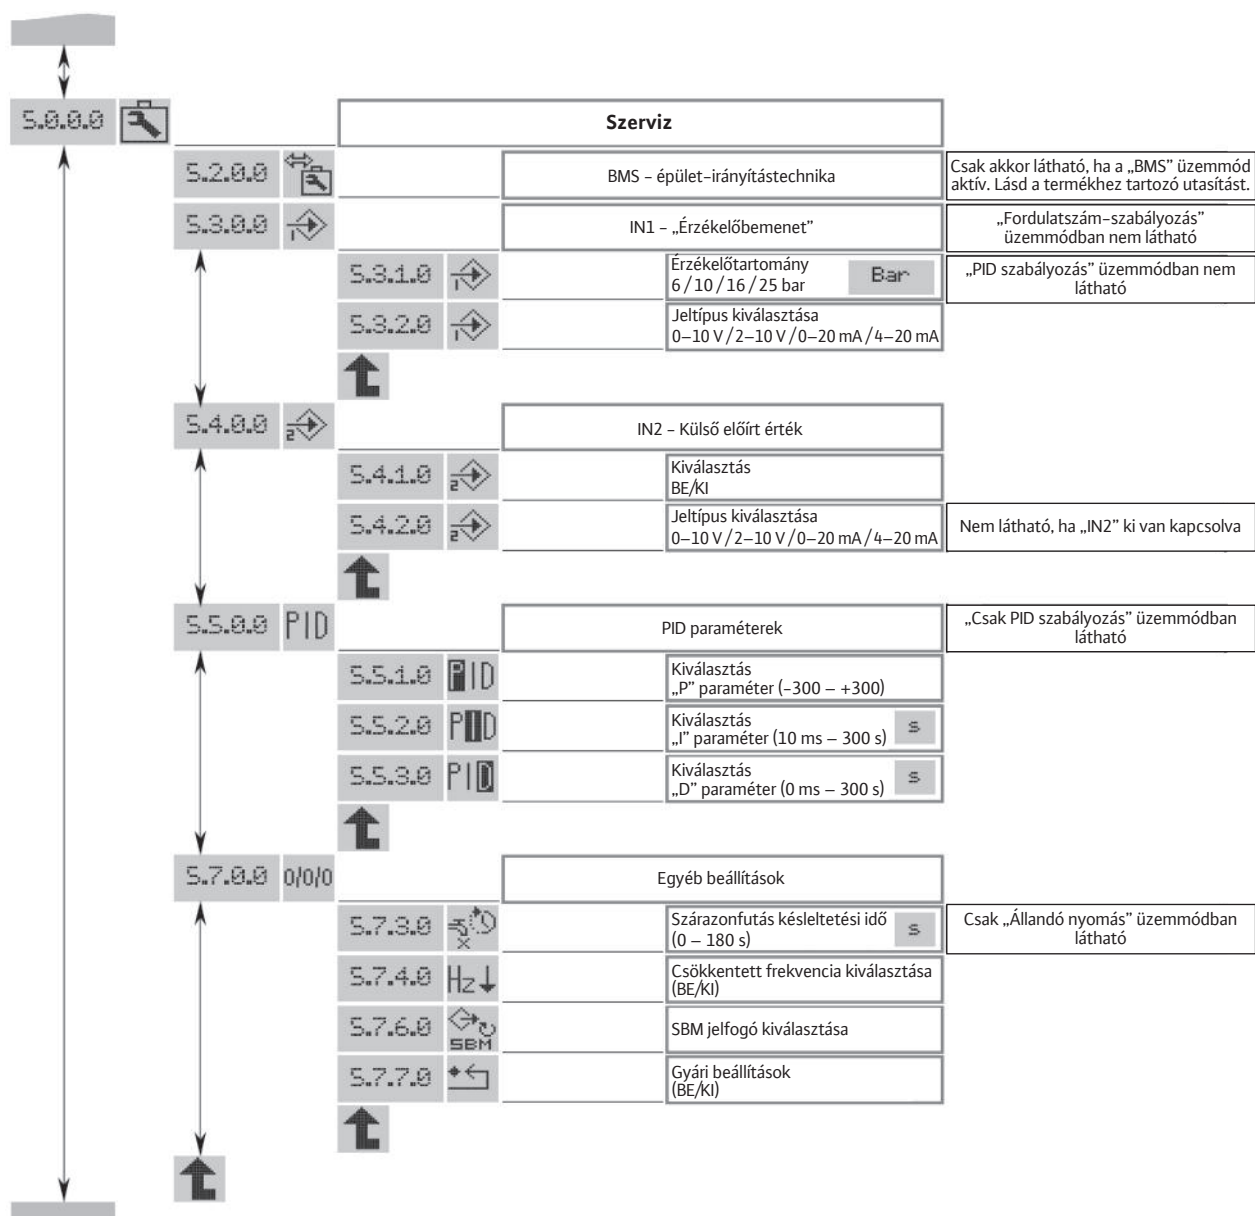 5.0.0.0
Szerviz
5.2.0.0
BMS – épület-irányítástechnika
Csak akkor látható, ha a „BMS” üzemmód
aktív. Lásd a termékhez tartozó utasítást.
5.3.0.0
1
IN1 – „Érzékelőbemenet”
„Fordulatszám-szabályozás”
üzemmódban nem látható
5.3.1.0
1
Érzékelőtartomány
6 / 10 / 16 / 25 bar
Bar
„PID szabályozás” üzemmódban nem
látható
5.3.2.0
1
Jeltípus kiválasztása
0–10 V / 2–10 V / 0–20 mA / 4–20 mA
5.4.0.0
2
IN2 – Külső előírt érték
5.4.1.0
2
Kiválasztás
BE/KI
5.4.2.0
2
Jeltípus kiválasztása
0–10 V / 2–10 V / 0–20 mA / 4–20 mA
Nem látható, ha „IN2” ki van kapcsolva
5.5.0.0
PID
PID paraméterek
„Csak PID szabályozás” üzemmódban
látható
5.5.1.0
PID
Kiválasztás
„P” paraméter (-300 – +300)
5.5.2.0
PID
Kiválasztás
„I” paraméter (10 ms – 300 s)
s
5.5.3.0
PID
Kiválasztás
„D” paraméter (0 ms – 300 s)
s
5.7.0.0
0/0/0
Egyéb beállítások
5.7.3.0
Szárazonfutás késleltetési idő
(0 – 180 s)
s
Csak „Állandó nyomás” üzemmódban
látható
5.7.4.0
Hz
Csökkentett frekvencia kiválasztása
(BE/KI)
5.7.6.0
SBM
SBM jelfogó kiválasztása
5.7.7.0
Gyári beállítások
(BE/KI)